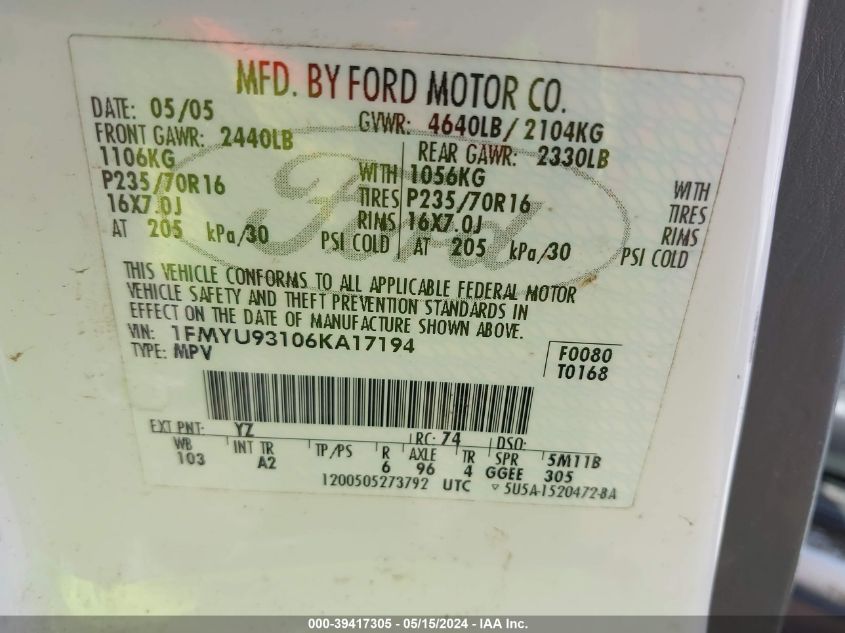 MFD. BY FORD MOTOR CO.
DATE: 05/05 GVWR: 4640LB/ 2104KG
FRONT GAWR: 2440LB REAR GAWR: 2330LB
1106KG WITH 1056KG WITH
P235/70R16 TIRES P235/70R16 TIRES
16X7.0J RIMS 16X7.0J RIMS
AT 205 kPa/30 PSI COLD AT 205 kPa/30 PSI COLD
Ford
THIS VEHICLE CONFORMS TO ALL APPLICABLE FEDERAL MOTOR
VEHICLE SAFETY AND THEFT PREVENTION STANDARDS IN
EFFECT ON THE DATE OF MANUFACTURE SHOWN ABOVE.
VIN: 1FMYU93106KA17194
TYPE: MPV
F0080
T0168
EXT PNT: YZ RC: 74 DSO:
WB INT TR TP/PS R AXLE TR SPR 5M11B
103 A2 6 96 4 GGEE 305
1200505273792 UTC ▽ 5U5A-1520472-BA
000-39417305 - 05/15/2024 - IAA Inc.